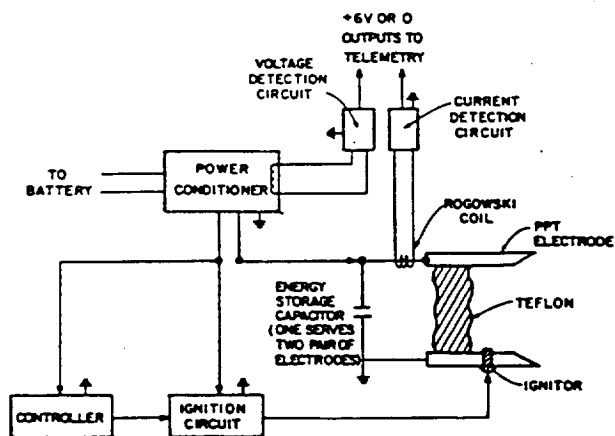 +6V OR 0
OUTPUTS TO
TELEMETRY
VOLTAGE
DETECTION
CIRCUIT
CURRENT
DETECTION
CIRCUIT
TO
BATTERY
POWER
CONDITIONER
ROGOWSKI
COIL
PPT
ELECTRODE
ENERGY
STORAGE
CAPACITOR
(ONE SERVES
TWO PAIR OF
ELECTRODES)
TEFLON
IGNITOR
CONTROLLER
IGNITION
CIRCUIT